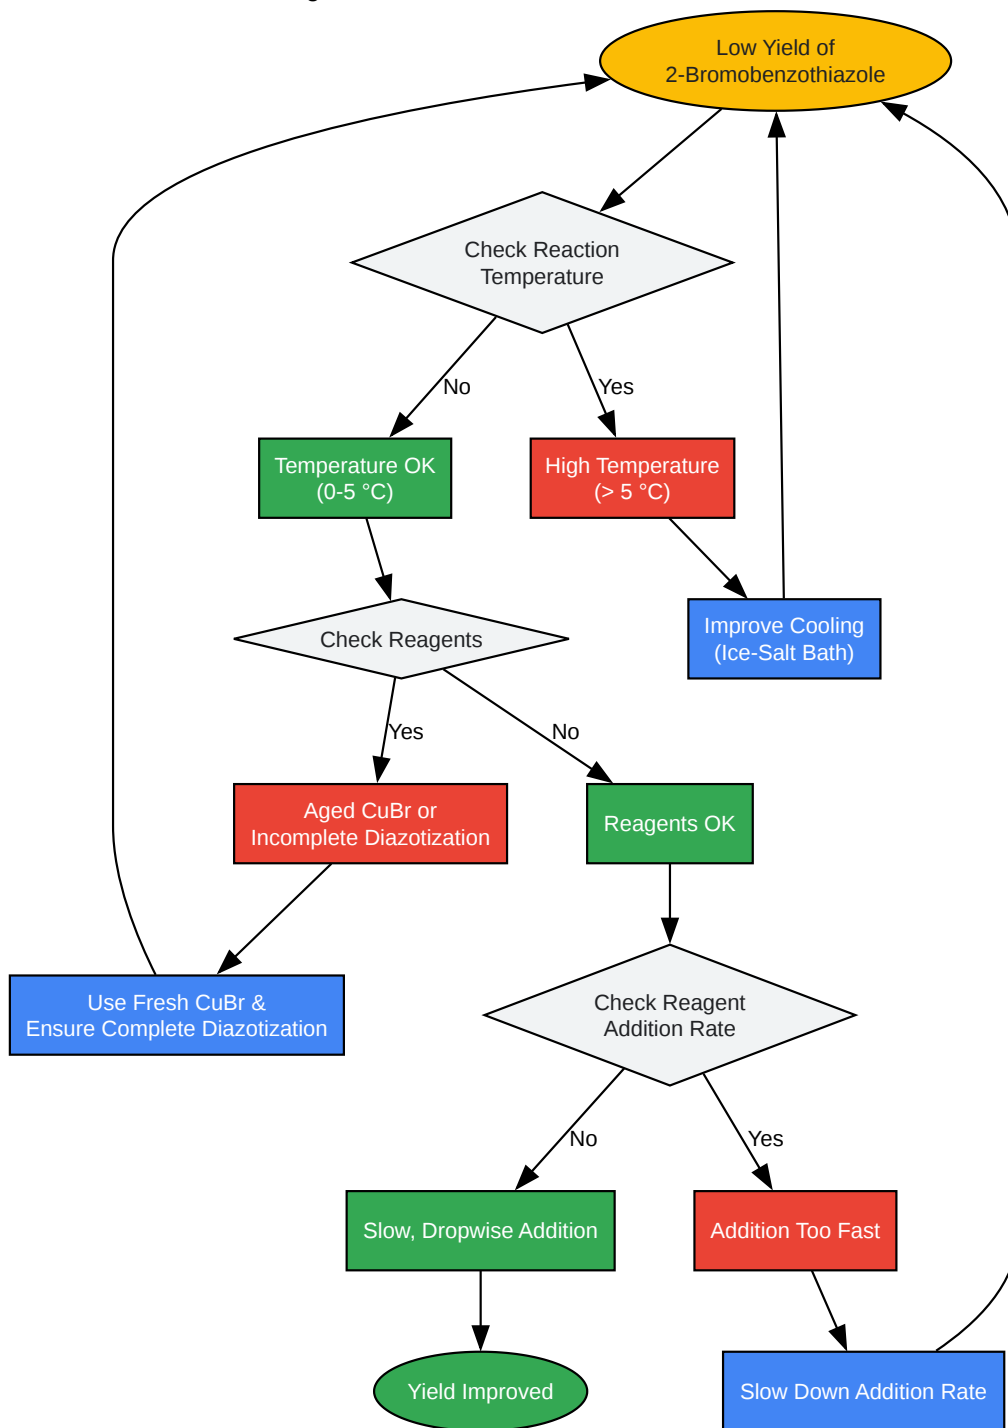 Low Yield of
2-Bromobenzothiazole
Check Reaction
Temperature
No
Yes
Temperature OK
(0-5 °C)
High Temperature
(> 5 °C)
Check Reagents
Improve Cooling
(Ice-Salt Bath)
Yes
No
Aged CuBr or
Incomplete Diazotization
Reagents OK
Use Fresh CuBr &
Ensure Complete Diazotization
Check Reagent
Addition Rate
No
Yes
Slow, Dropwise Addition
Addition Too Fast
Yield Improved
Slow Down Addition Rate